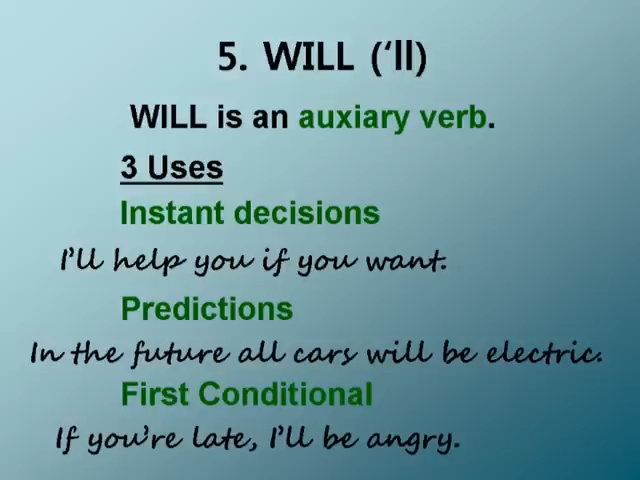 5. WILL (‘ll)
WILL is an auxiary verb.
3 Uses
Instant decisions
I’ll help you if you want.
Predictions
In the future all cars will be electric.
First Conditional
If you’re late, I’ll be angry.